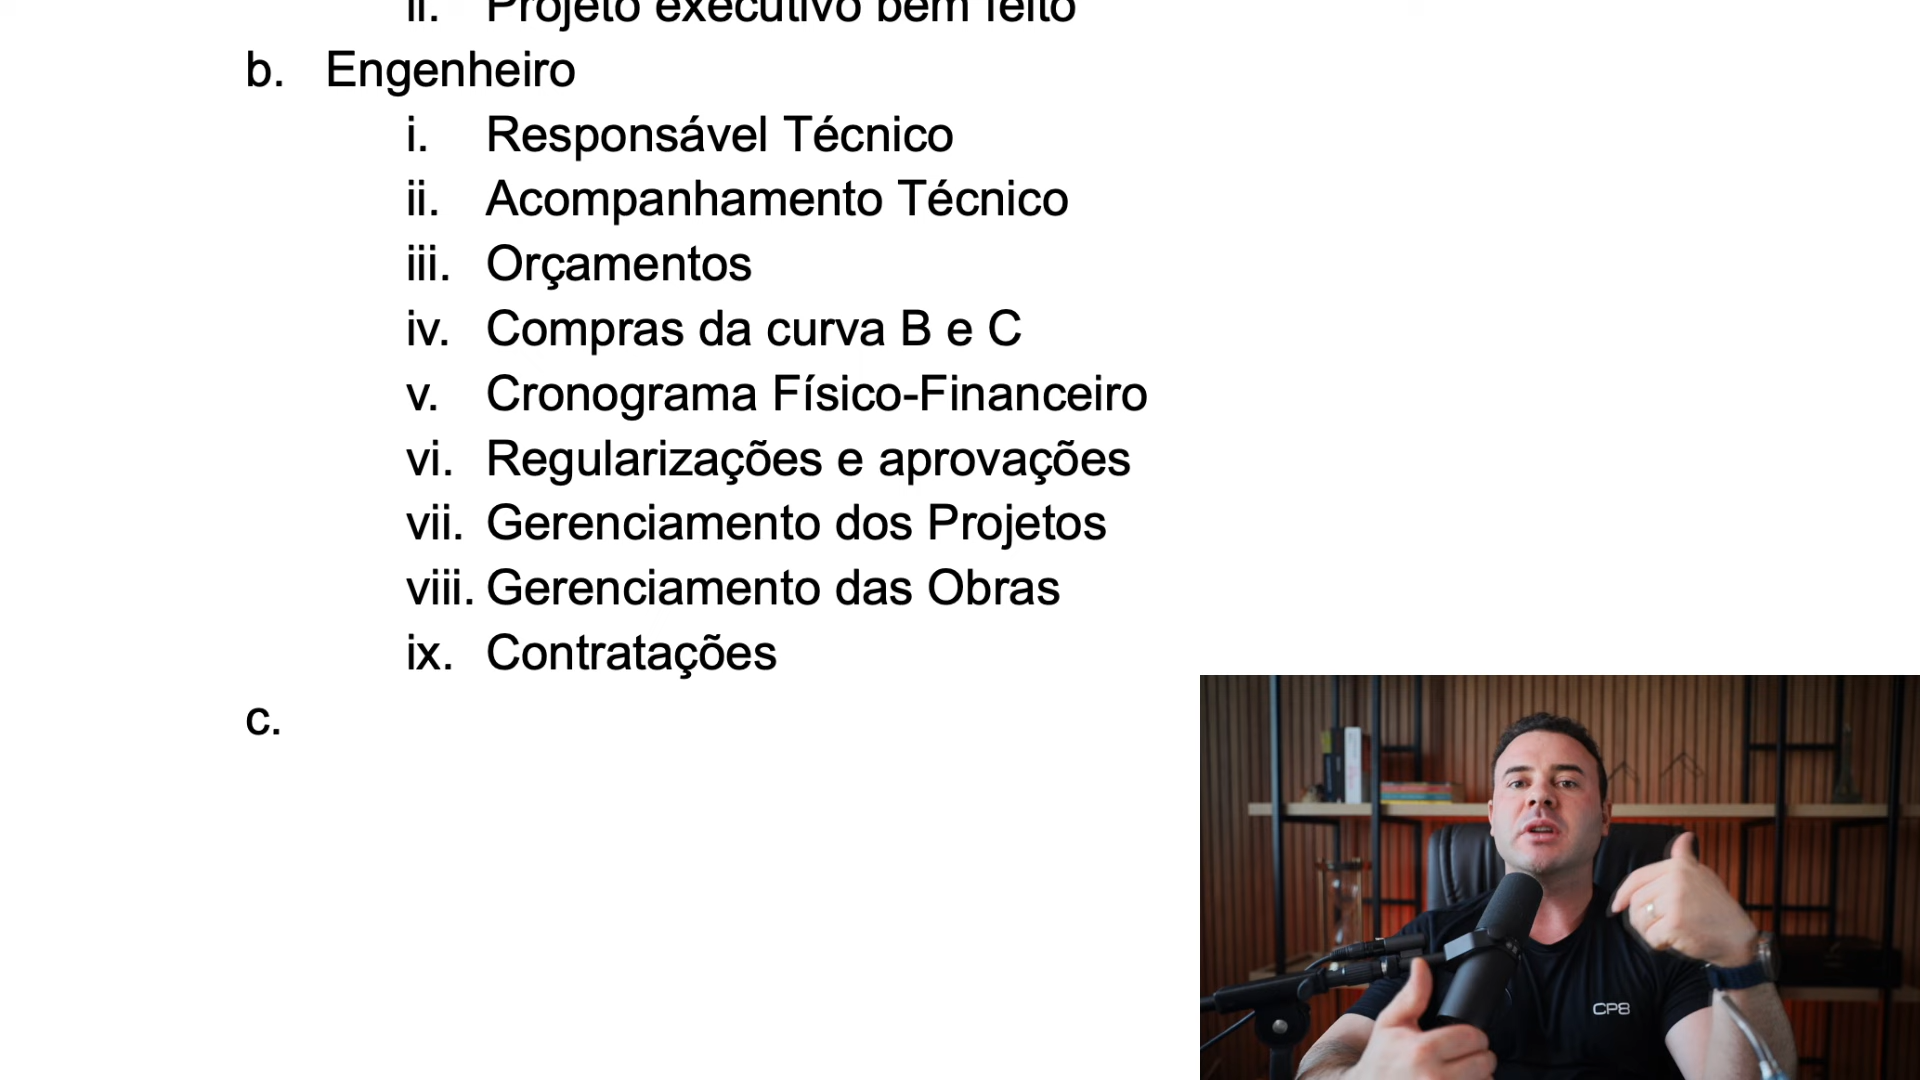 ii. Projeto executivo bem feito
b. Engenheiro
i. Responsável Técnico
ii. Acompanhamento Técnico
iii. Orçamentos
iv. Compras da curva B e C
v. Cronograma Físico-Financeiro
vi. Regularizações e aprovações
vii. Gerenciamento dos Projetos
viii. Gerenciamento das Obras
ix. Contratações
c.
CP8